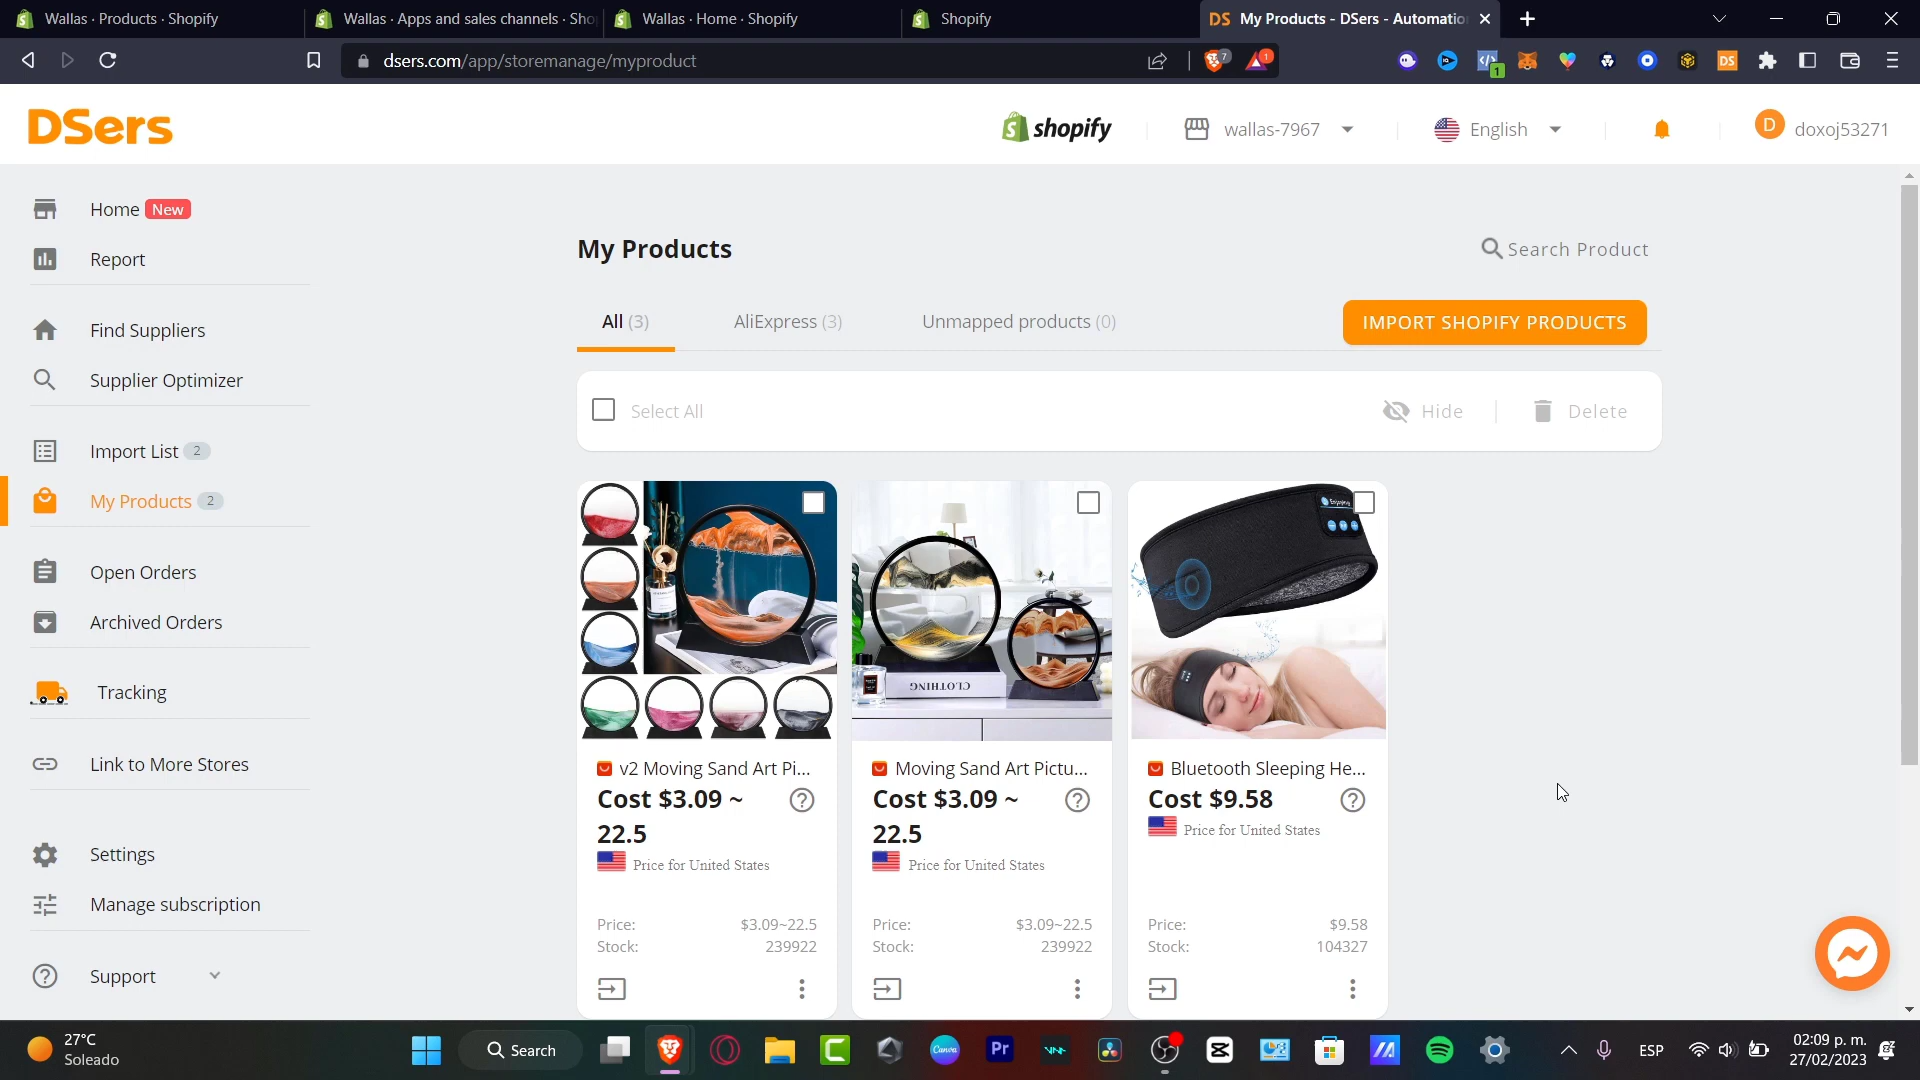 Wallas · Products · Shopify
Wallas · Apps and sales channels · Sho
Wallas · Home · Shopify
Shopify
DS My Products - DSers - Automatio
dsers.com/app/storemanage/myproduct
7
1
1
DS
DSers
shopify
wallas-7967
English
D doxoj53271
Home New
Report
Find Suppliers
Supplier Optimizer
Import List 2
My Products 2
Open Orders
Archived Orders
Tracking
Link to More Stores
Settings
Manage subscription
Support
My Products
Search Product
All (3)
AliExpress (3)
Unmapped products (0)
IMPORT SHOPIFY PRODUCTS
Select All
Hide
Delete
CLOTHING
v2 Moving Sand Art Pi...
Cost $3.09 ~
22.5
Price for United States
Price: $3.09~22.5
Stock: 239922
Moving Sand Art Pictu...
Cost $3.09 ~
22.5
Price for United States
Price: $3.09~22.5
Stock: 239922
Bluetooth Sleeping He...
Cost $9.58
Price for United States
Price: $9.58
Stock: 104327
27°C
Soleado
Search
Canva
Pr
ESP
02:09 p. m.
27/02/2023